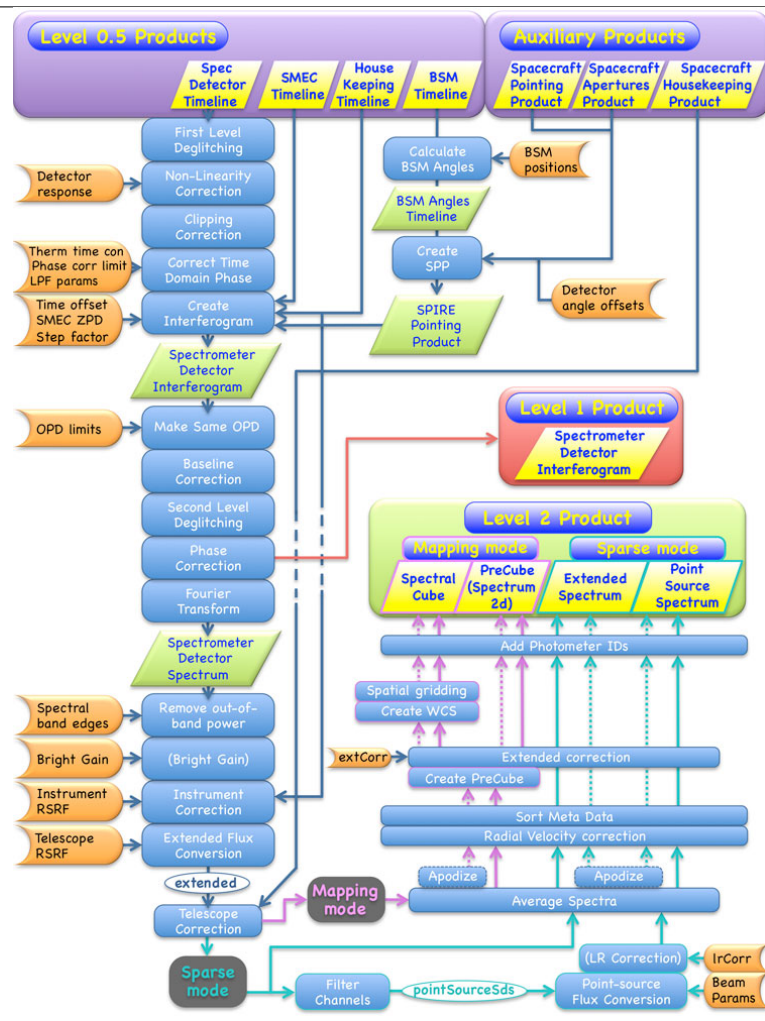 Level 0.5 Products
Auxiliary Products
Spec
Detector
Timeline
SMEC
Timeline
House
Keeping
Timeline
BSM
Timeline
Spacecraft
Pointing
Product
Spacecraft
Apertures
Product
Spacecraft
Housekeeping
Product
First Level
Deglitching
Calculate
BSM Angles
BSM
positions
Detector
response
Non-Linearity
Correction
BSM Angles
Timeline
Clipping
Correction
Create
SPP
Therm time con
Phase corr limit
LPF params
Correct Time
Domain Phase
Detector
angle offsets
Time offset
SMEC ZPD
Step factor
Create
Interferogram
SPIRE
Pointing
Product
Spectrometer
Detector
Interferogram
Level 1 Product
Spectrometer
Detector
Interferogram
OPD limits
Make Same OPD
Baseline
Correction
Second Level
Deglitching
Level 2 Product
Mapping mode
Sparse mode
Phase
Correction
Spectral
Cube
PreCube
(Spectrum
2d)
Extended
Spectrum
Point
Source
Spectrum
Fourier
Transform
Spectrometer
Detector
Spectrum
Add Photometer IDs
Spatial gridding
Create WCS
Spectral
band edges
Remove out-of-
band power
Bright Gain
(Bright Gain)
extCorr
Extended correction
Create PreCube
Instrument
RSRF
Instrument
Correction
Sort Meta Data
Radial Velocity correction
Telescope
RSRF
Extended Flux
Conversion
extended
Apodize
Apodize
Mapping
mode
Average Spectra
Telescope
Correction
Sparse
mode
(LR Correction)
lrCorr
Filter
Channels
pointSourceSds
Point-source
Flux Conversion
Beam
Params